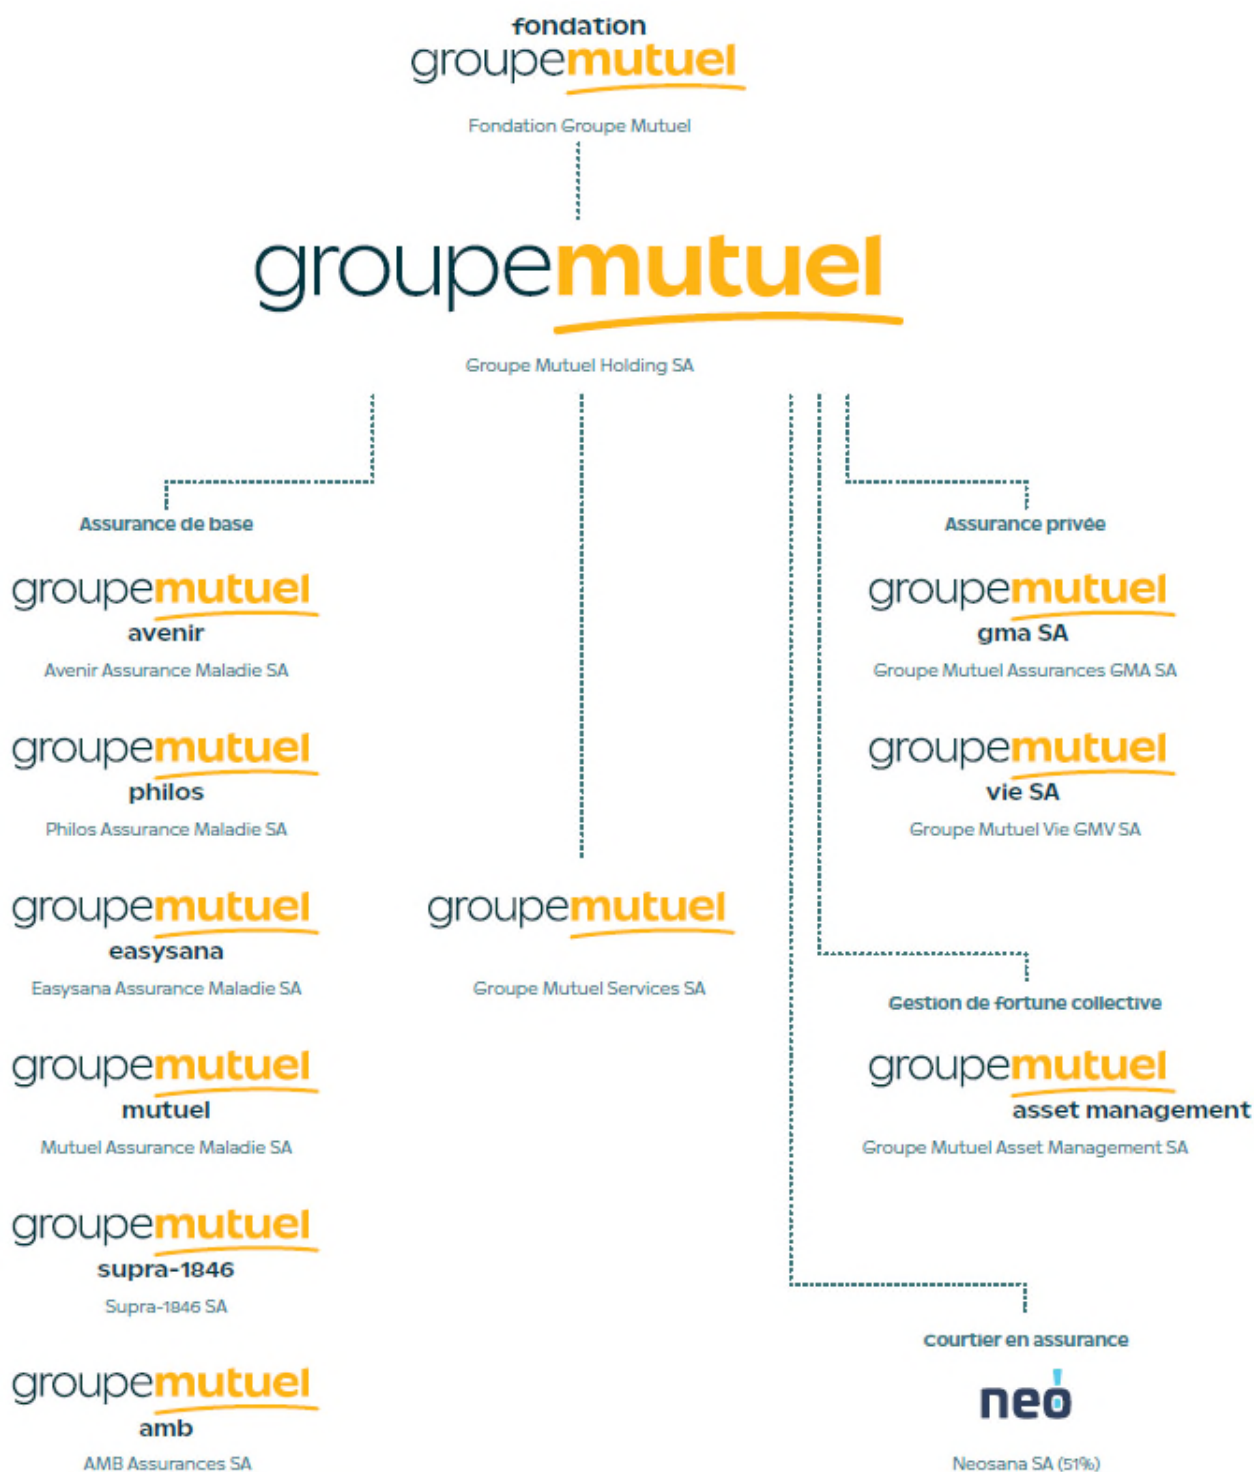 fondation
groupemutuel
Fondation Groupe Mutuel
groupemutuel
Groupe Mutuel Holding SA
Assurance de base
groupemutuel
avenir
Avenir Assurance Maladie SA
groupemutuel
philos
Philos Assurance Maladie SA
groupemutuel
easysana
Easysana Assurance Maladie SA
groupemutuel
mutuel
Mutuel Assurance Maladie SA
groupemutuel
supra-1846
Supra-1846 SA
groupemutuel
amb
AMB Assurances SA
groupemutuel
Groupe Mutuel Services SA
Assurance privée
groupemutuel
gma SA
Groupe Mutuel Assurances GMA SA
groupemutuel
vie SA
Groupe Mutuel Vie GMV SA
Gestion de fortune collective
groupemutuel
asset management
Groupe Mutuel Asset Management SA
Courtier en assurance
neo
Neosana SA (51%)